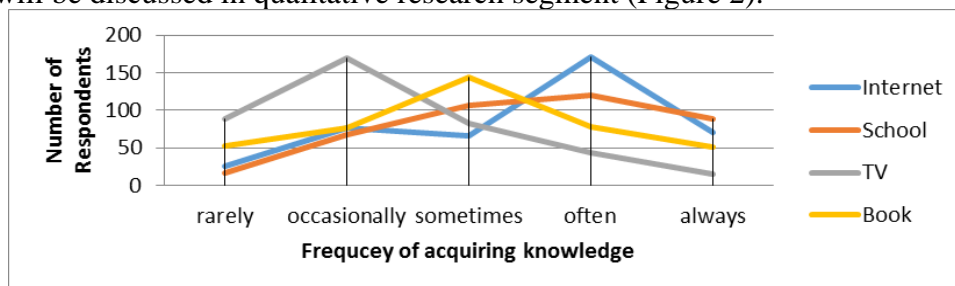 will be discussed in qualitative research segment (Figure 2).
200
150
100
50
0
Number of
Respondents
rarely occasionally sometimes often always
Frequcey of acquiring knowledge
Internet
School
TV
Book